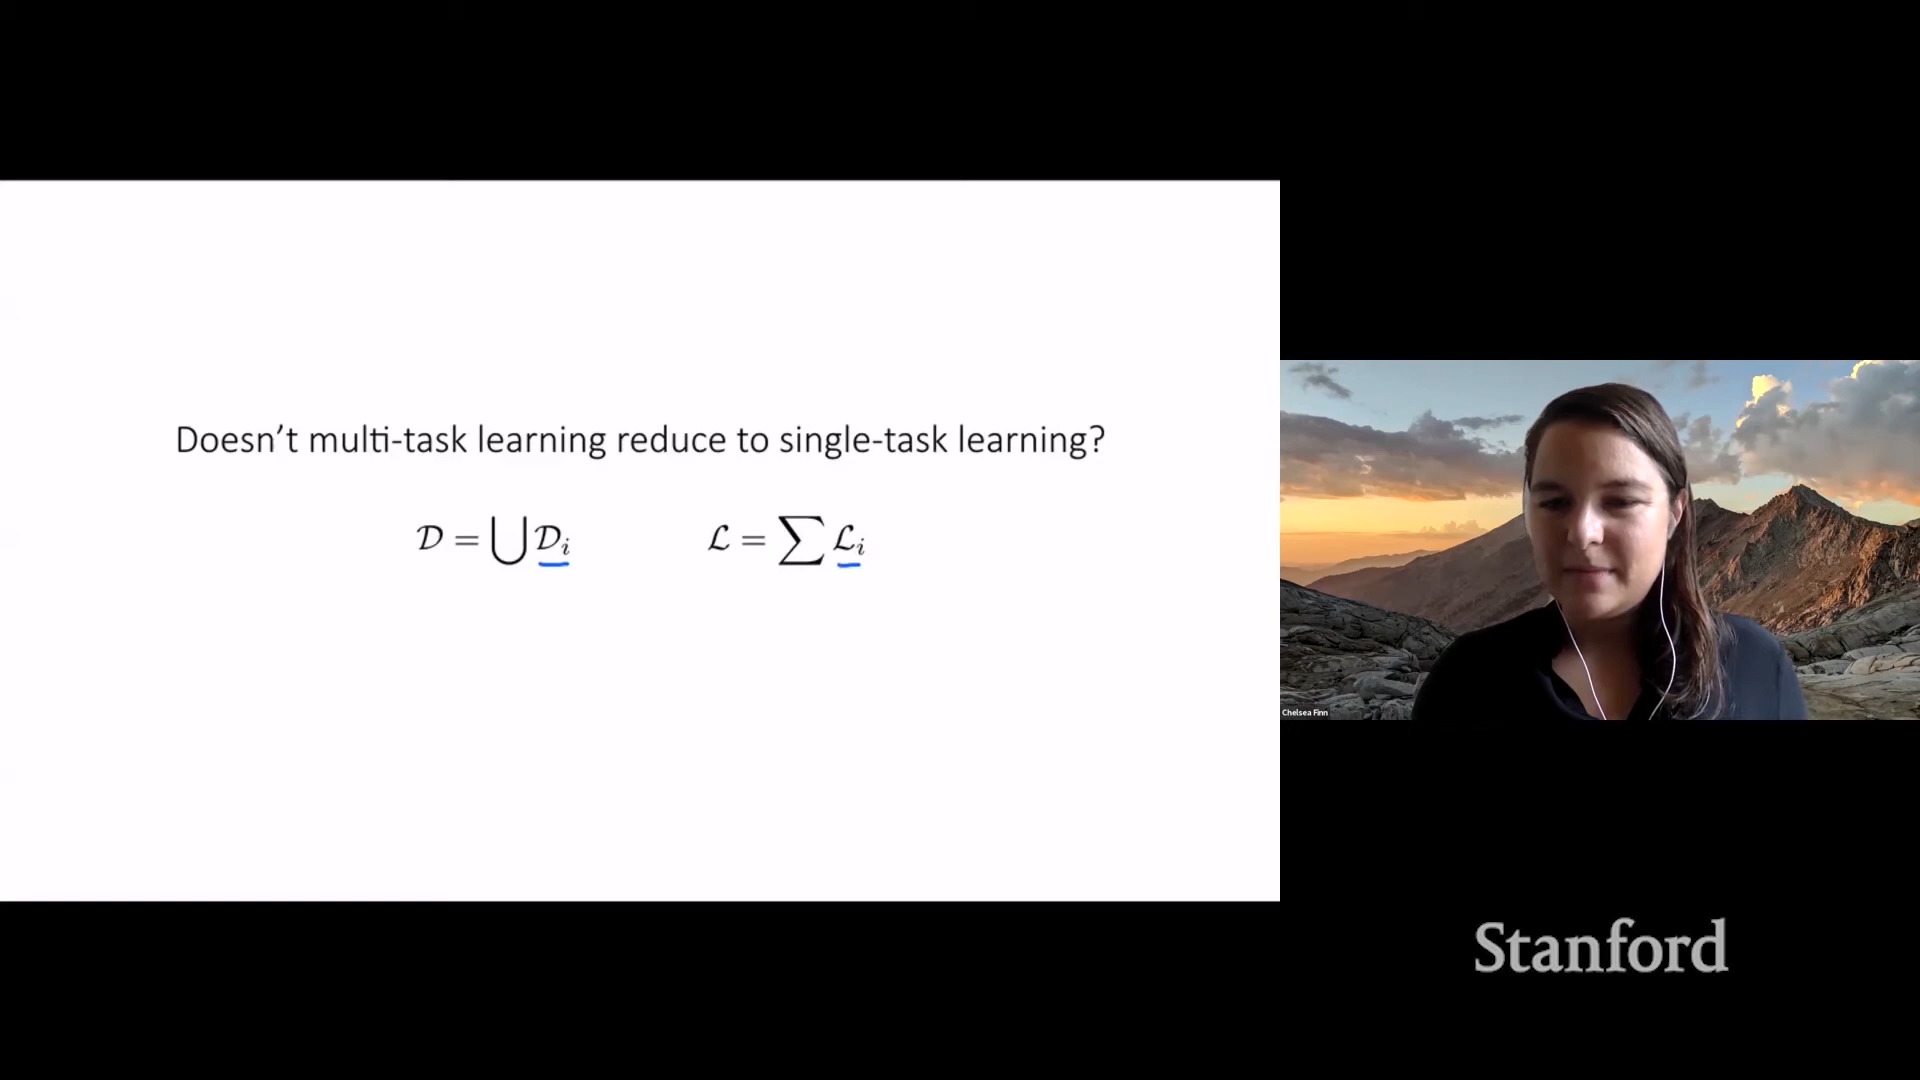 Doesn't multi-task learning reduce to single-task learning?
𝒟 = ⋃ 𝒟ᵢ ℒ = ∑ ℒᵢ
Chelsea Finn
Stanford